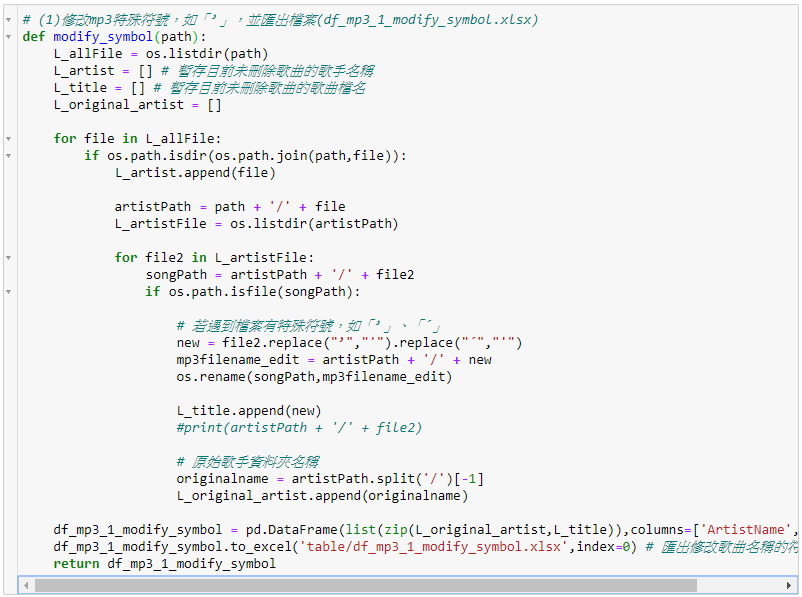 # (1)修改mp3特殊符號，如「’」，並匯出檔案(df_mp3_1_modify_symbol.xlsx)
def modify_symbol(path):
    L_allFile = os.listdir(path)
    L_artist = [] # 暫存目前未刪除歌曲的歌手名稱
    L_title = [] # 暫存目前未刪除歌曲的歌曲檔名
    L_original_artist = []
    for file in L_allFile:
        if os.path.isdir(os.path.join(path,file)):
            L_artist.append(file)
            artistPath = path + '/' + file
            L_artistFile = os.listdir(artistPath)
            for file2 in L_artistFile:
                songPath = artistPath + '/' + file2
                if os.path.isfile(songPath):
                    # 若遇到檔案有特殊符號，如「’」、「´」
                    new = file2.replace("’","'").replace("´","'")
                    mp3filename_edit = artistPath + '/' + new
                    os.rename(songPath,mp3filename_edit)
                    L_title.append(new)
                    #print(artistPath + '/' + file2)
                    # 原始歌手資料夾名稱
                    originalname = artistPath.split('/')[-1]
                    L_original_artist.append(originalname)
    df_mp3_1_modify_symbol = pd.DataFrame(list(zip(L_original_artist,L_title)),columns=['ArtistName',
    df_mp3_1_modify_symbol.to_excel('table/df_mp3_1_modify_symbol.xlsx',index=0) # 匯出修改歌曲名稱的符
    return df_mp3_1_modify_symbol